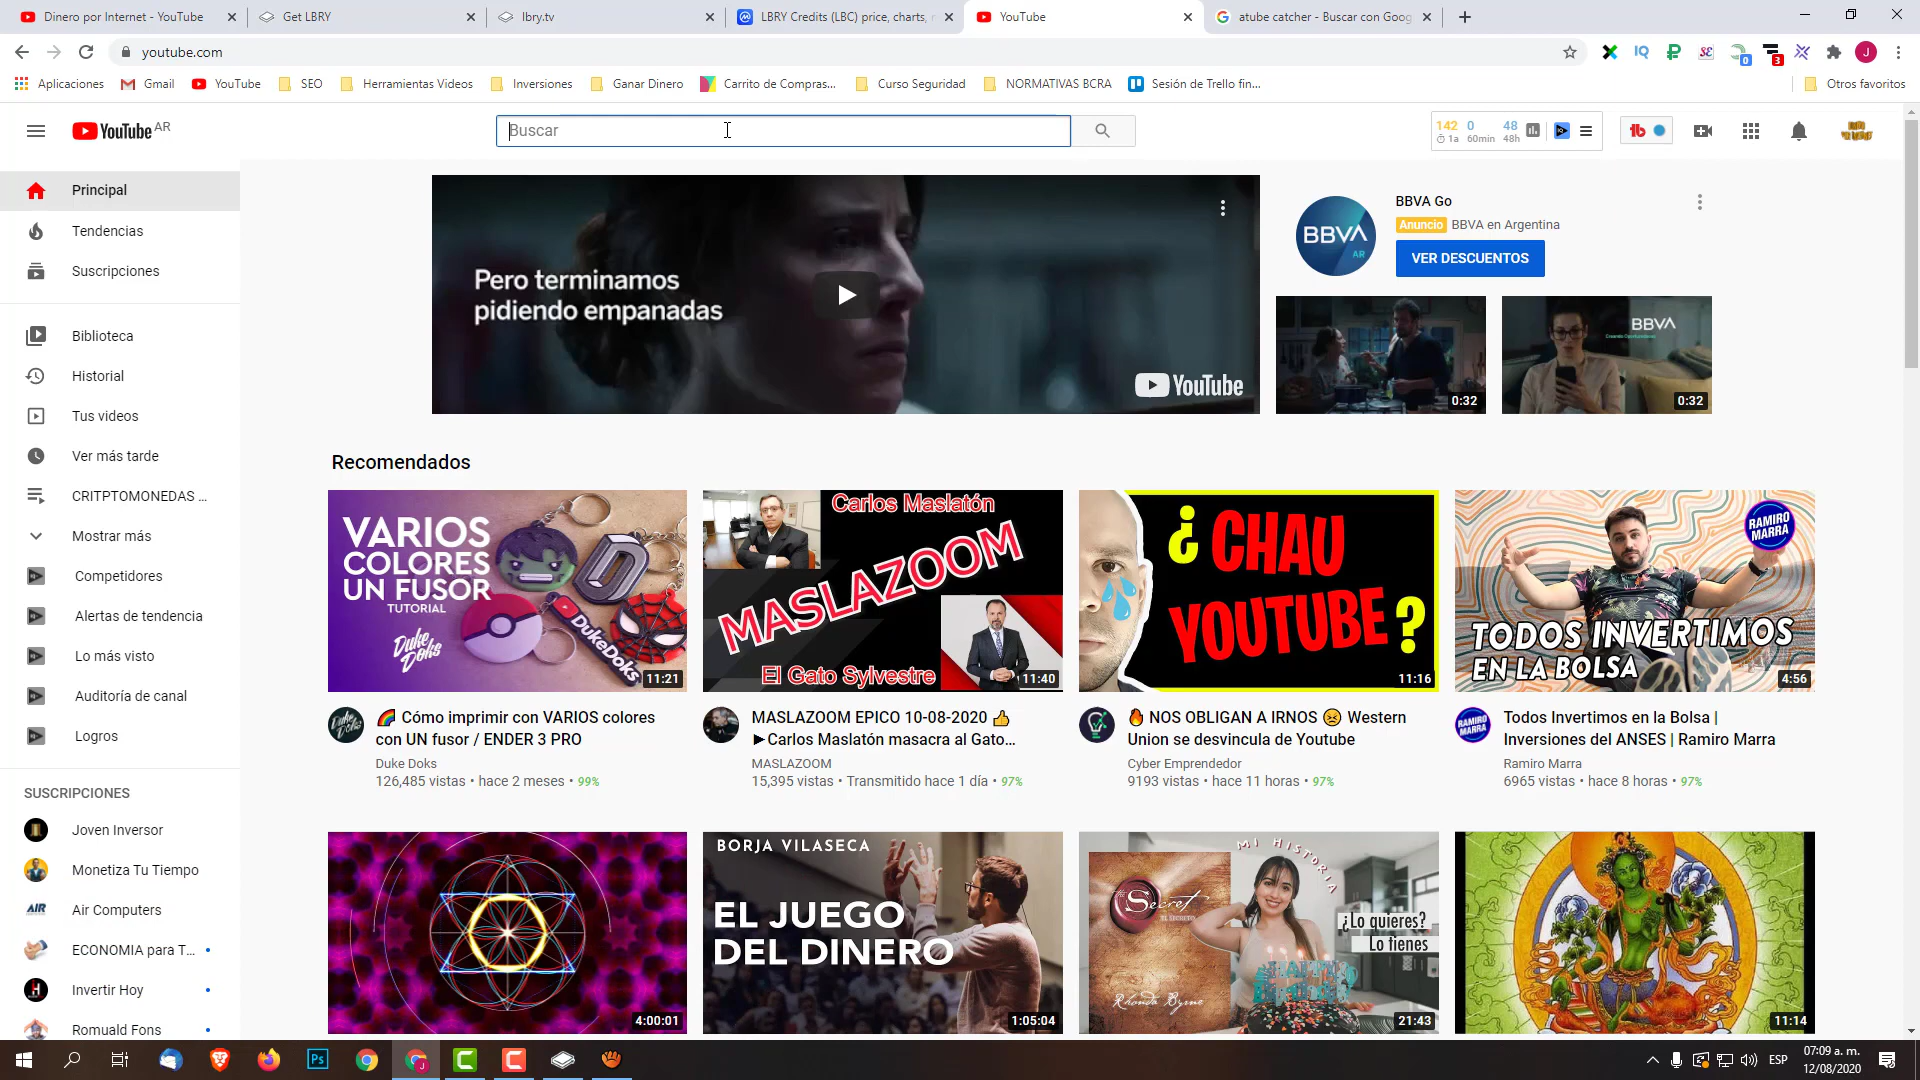 Dinero por Internet - YouTube
Get LBRY
lbry.tv
LBRY Credits (LBC) price, charts,
YouTube
atube catcher - Buscar con Goog
youtube.com
Aplicaciones
Gmail
YouTube
SEO
Herramientas Videos
Inversiones
Ganar Dinero
Carrito de Compras...
Curso Seguridad
NORMATIVAS BCRA
Sesión de Trello fin...
Otros favoritos
YouTube AR
Buscar
142 0 48
1a 60min 48h
Principal
Tendencias
Suscripciones
Biblioteca
Historial
Tus videos
Ver más tarde
CRITPTOMONEDAS ...
Mostrar más
Competidores
Alertas de tendencia
Lo más visto
Auditoría de canal
Logros
SUSCRIPCIONES
Joven Inversor
Monetiza Tu Tiempo
Air Computers
ECONOMIA para T...
Invertir Hoy
Romuald Fons
Pero terminamos
pidiendo empanadas
YouTube
BBVA
AR
BBVA Go
Anuncio BBVA en Argentina
VER DESCUENTOS
0:32
BBVA
0:32
Recomendados
VARIOS
COLORES
UN FUSOR
TUTORIAL
Duke Doks
DukeDoks
11:21
🌈 Cómo imprimir con VARIOS colores
con UN fusor / ENDER 3 PRO
Duke Doks
126,485 vistas • hace 2 meses • 99%
Carlos Maslatón
MASLAZOOM
El Gato Sylvestre
11:40
MASLAZOOM EPICO 10-08-2020 👍
►Carlos Maslatón masacra al Gato...
MASLAZOOM
15,395 vistas • Transmitido hace 1 día • 97%
¿CHAU
YOUTUBE?
11:16
🔥 NOS OBLIGAN A IRNOS 😣 Western
Union se desvincula de Youtube
Cyber Emprendedor
9193 vistas • hace 11 horas • 97%
RAMIRO
MARRA
TODOS INVERTIMOS
EN LA BOLSA
4:56
Todos Invertimos en la Bolsa |
Inversiones del ANSES | Ramiro Marra
Ramiro Marra
6965 vistas • hace 8 horas • 97%
4:00:01
BORJA VILASECA
EL JUEGO
DEL DINERO
1:05:04
MI HISTORIA
Secret
Rhonda Byrne
¿Lo quieres?
Lo tienes
21:43
11:14
ESP
07:09 a. m.
12/08/2020